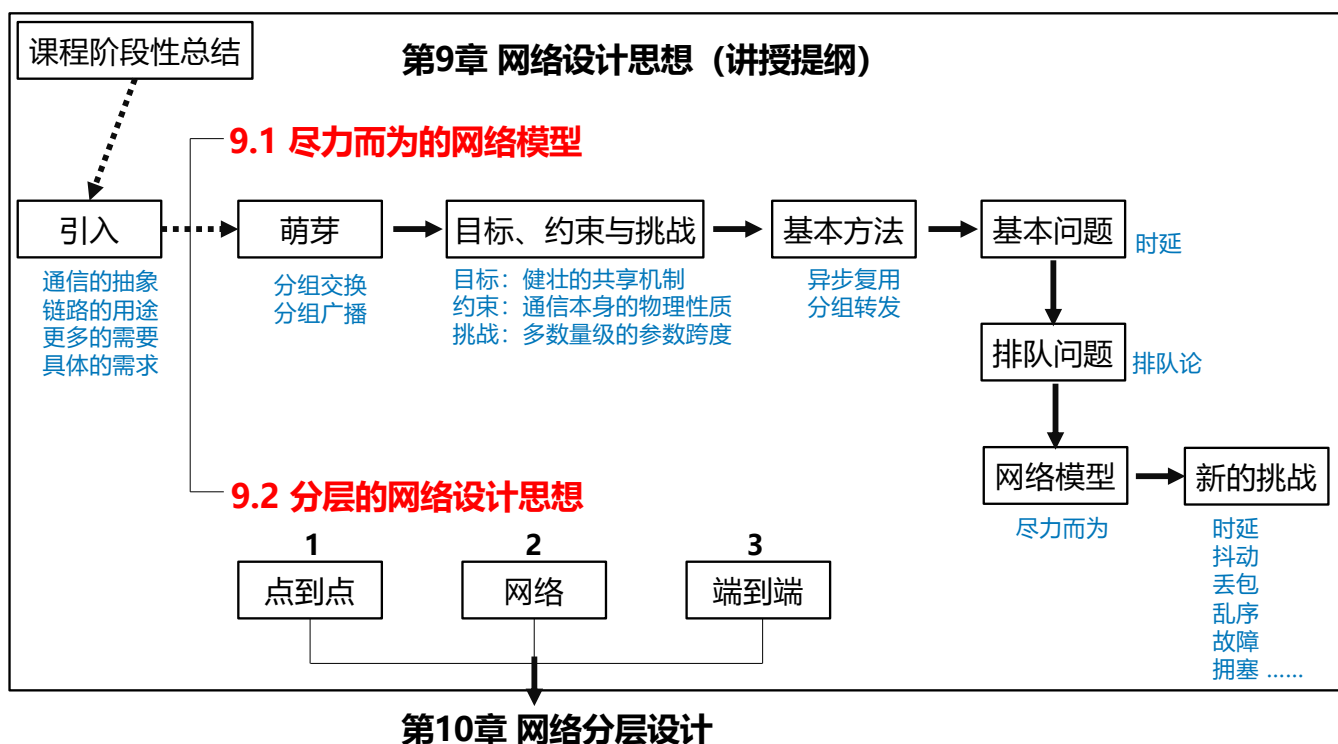 课程阶段性总结
第9章 网络设计思想（讲授提纲）
9.1 尽力而为的网络模型
引入
通信的抽象
链路的用途
更多的需要
具体的需求
萌芽
分组交换
分组广播
目标、约束与挑战
目标：健壮的共享机制
约束：通信本身的物理性质
挑战：多数量级的参数跨度
基本方法
异步复用
分组转发
基本问题
时延
排队问题
排队论
网络模型
尽力而为
新的挑战
时延
抖动
丢包
乱序
故障
拥塞 ......
9.2 分层的网络设计思想
1
点到点
2
网络
3
端到端
第10章 网络分层设计